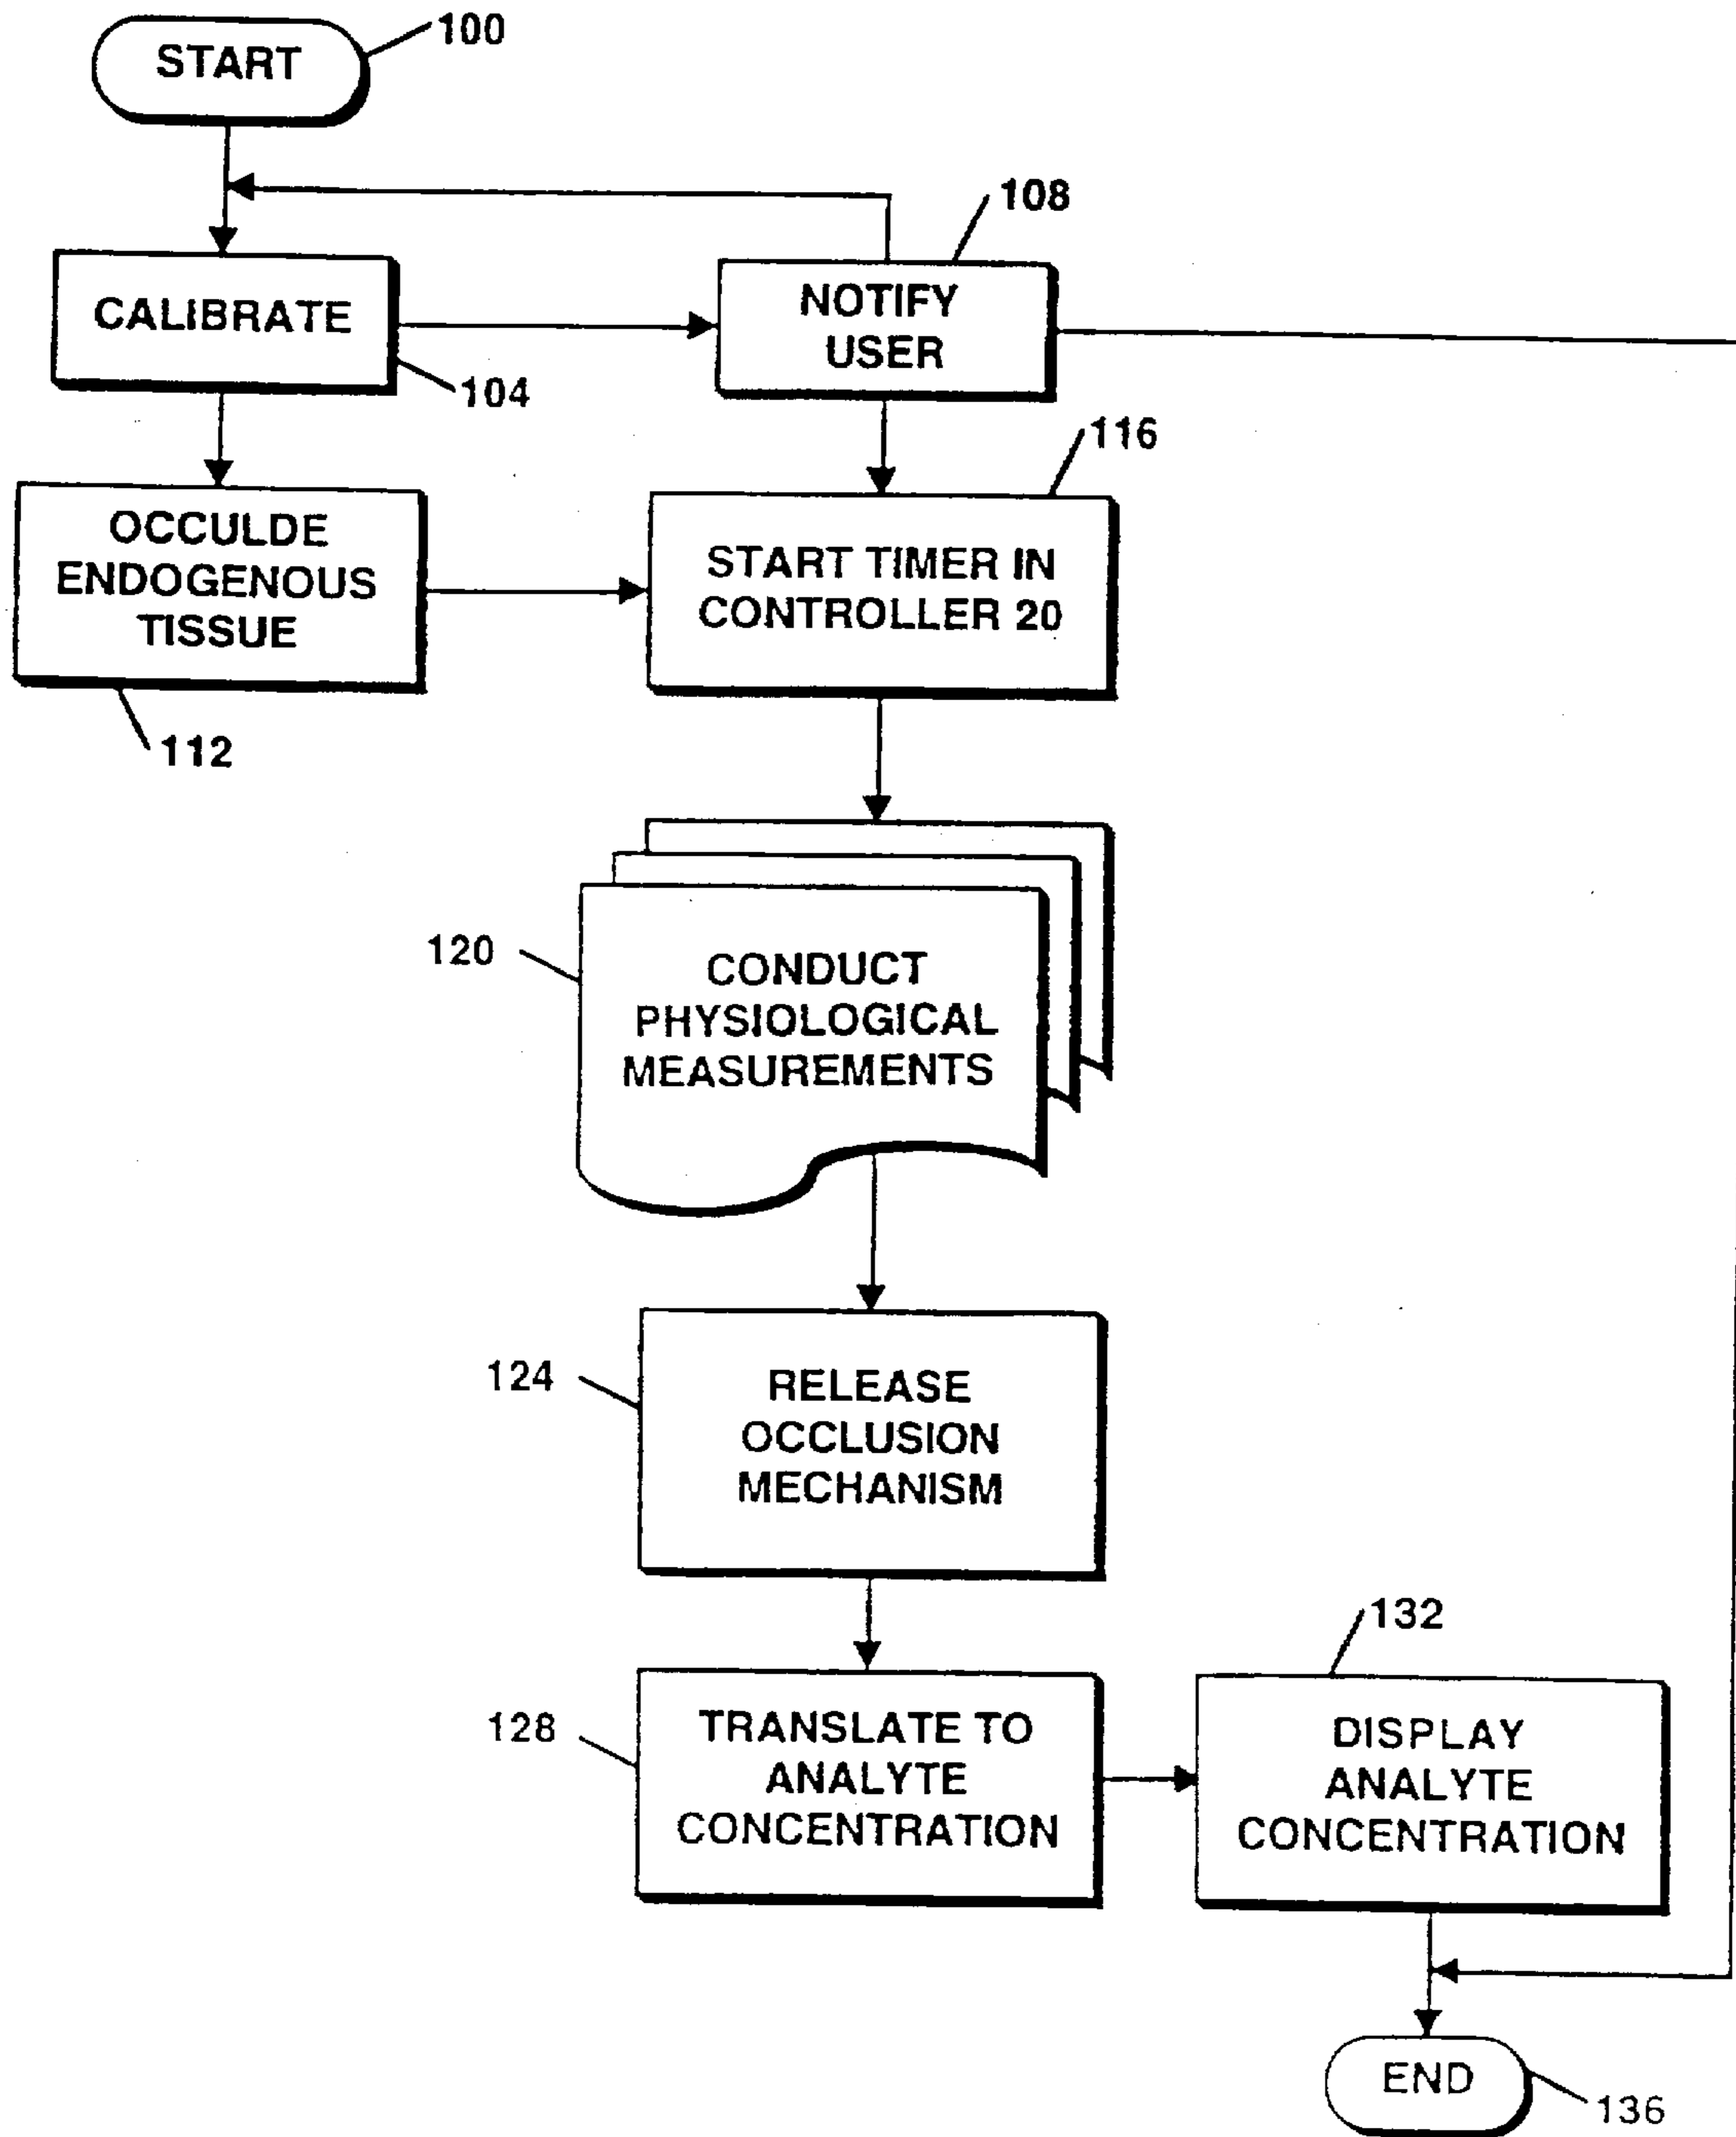 100
START
108
CALIBRATE
NOTIFY
USER
104
116
OCCULDE
ENDOGENOUS
TISSUE
START TIMER IN
CONTROLLER 20
112
120
CONDUCT
PHYSIOLOGICAL
MEASUREMENTS
124
RELEASE
OCCLUSION
MECHANISM
132
128
TRANSLATE TO
ANALYTE
CONCENTRATION
DISPLAY
ANALYTE
CONCENTRATION
END
136